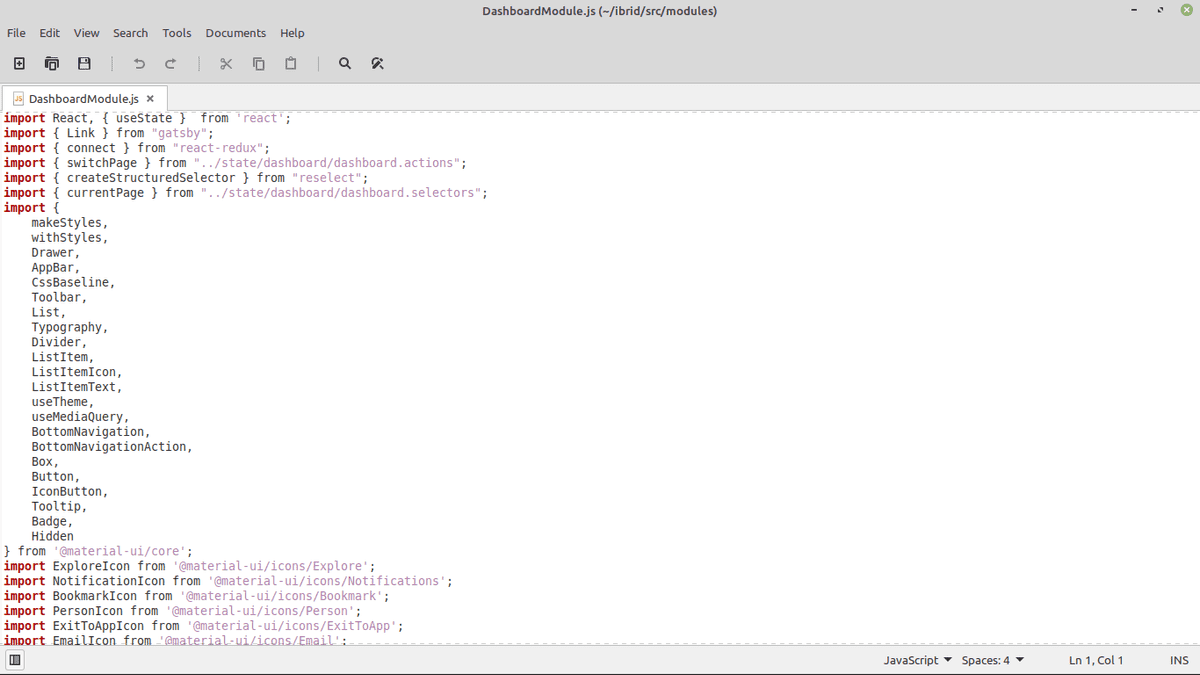 DashboardModule.js (~/ibrid/src/modules)
File Edit View Search Tools Documents Help
JS DashboardModule.js
import React, { useState }  from 'react';
import { Link } from "gatsby";
import { connect } from "react-redux";
import { switchPage } from "../state/dashboard/dashboard.actions";
import { createStructuredSelector } from "reselect";
import { currentPage } from "../state/dashboard/dashboard.selectors";
import {
    makeStyles,
    withStyles,
    Drawer,
    AppBar,
    CssBaseline,
    Toolbar,
    List,
    Typography,
    Divider,
    ListItem,
    ListItemIcon,
    ListItemText,
    useTheme,
    useMediaQuery,
    BottomNavigation,
    BottomNavigationAction,
    Box,
    Button,
    IconButton,
    Tooltip,
    Badge,
    Hidden
} from '@material-ui/core';
import ExploreIcon from '@material-ui/icons/Explore';
import NotificationIcon from '@material-ui/icons/Notifications';
import BookmarkIcon from '@material-ui/icons/Bookmark';
import PersonIcon from '@material-ui/icons/Person';
import ExitToAppIcon from '@material-ui/icons/ExitToApp';
import EmailIcon from '@material-ui/icons/Email';
JavaScript Spaces: 4 Ln 1, Col 1 INS